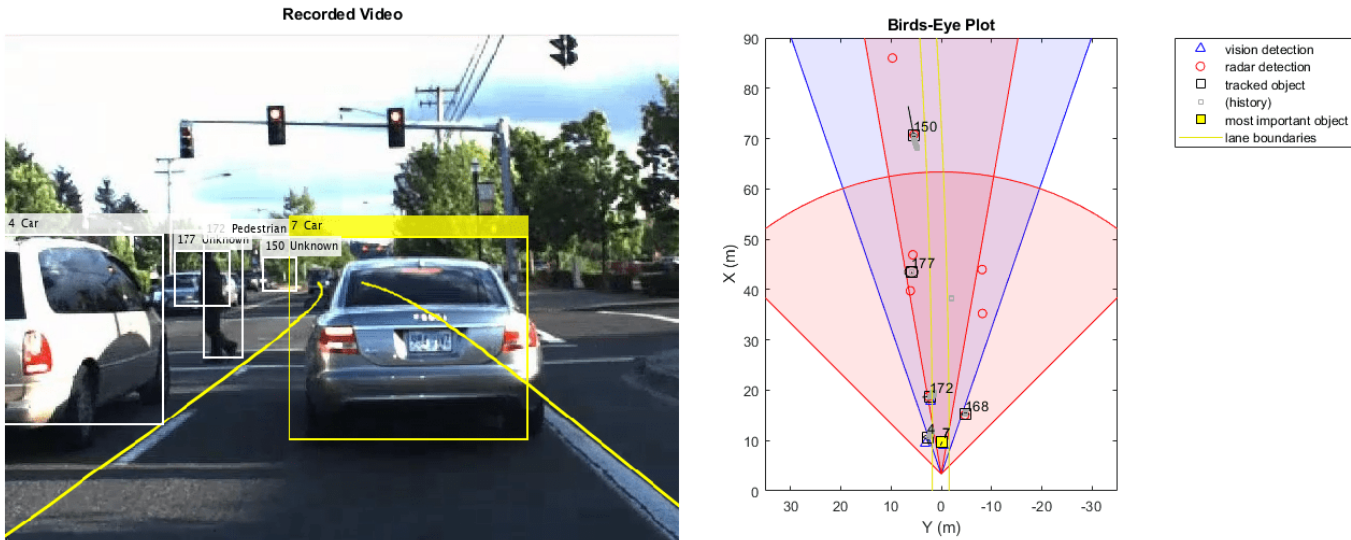 Recorded Video
4 Car
172 Pedestrian
7 Car
177 Unknown
150 Unknown
Birds-Eye Plot
X (m)
90
80
70
60
50
40
30
20
10
0
150
177
172
168
4
7
30 20 10 0 -10 -20 -30
Y (m)
vision detection
radar detection
tracked object
(history)
most important object
lane boundaries